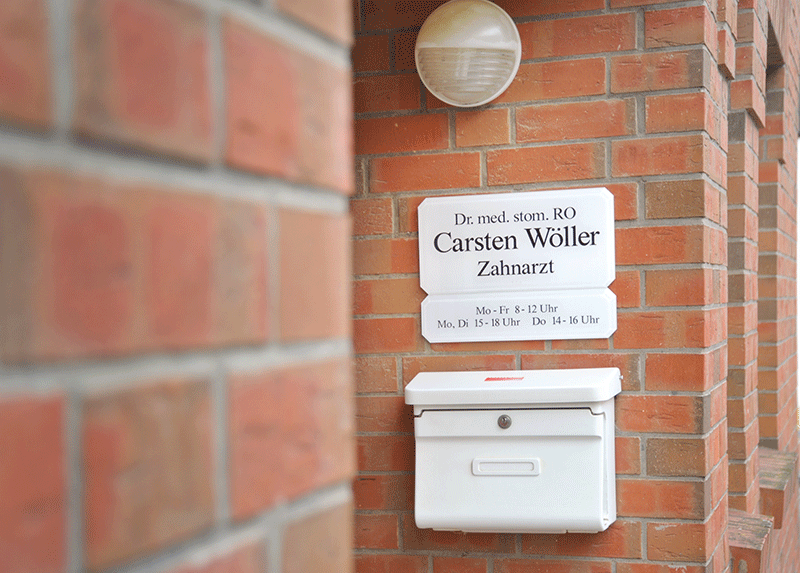 Dr. med. stom. RO
Carsten Wöller
Zahnarzt
Mo - Fr 8 - 12 Uhr
Mo, Di 15 - 18 Uhr Do 14 - 16 Uhr